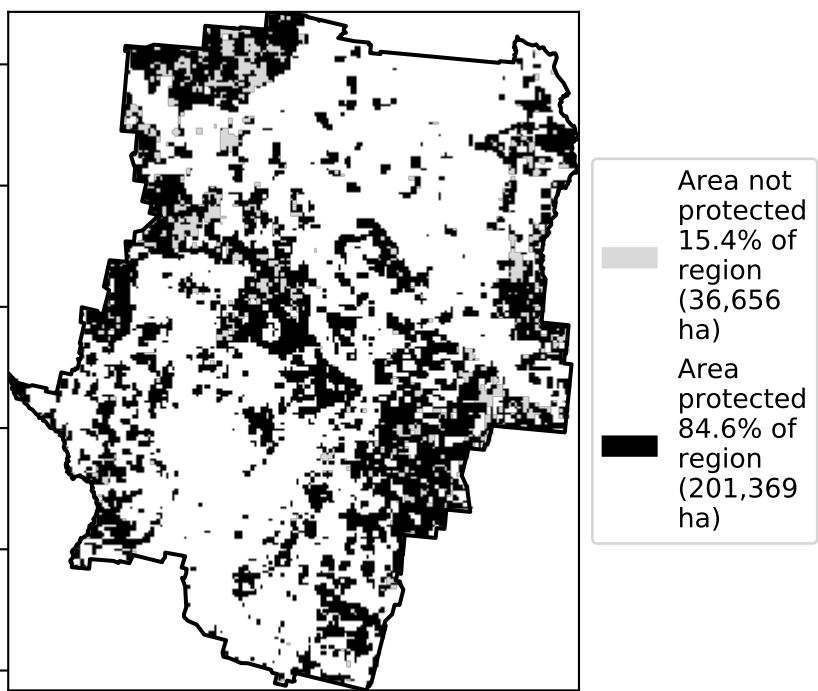 Area not
protected
15.4% of
region
(36,656
ha)
Area
protected
84.6% of
region
(201,369
ha)